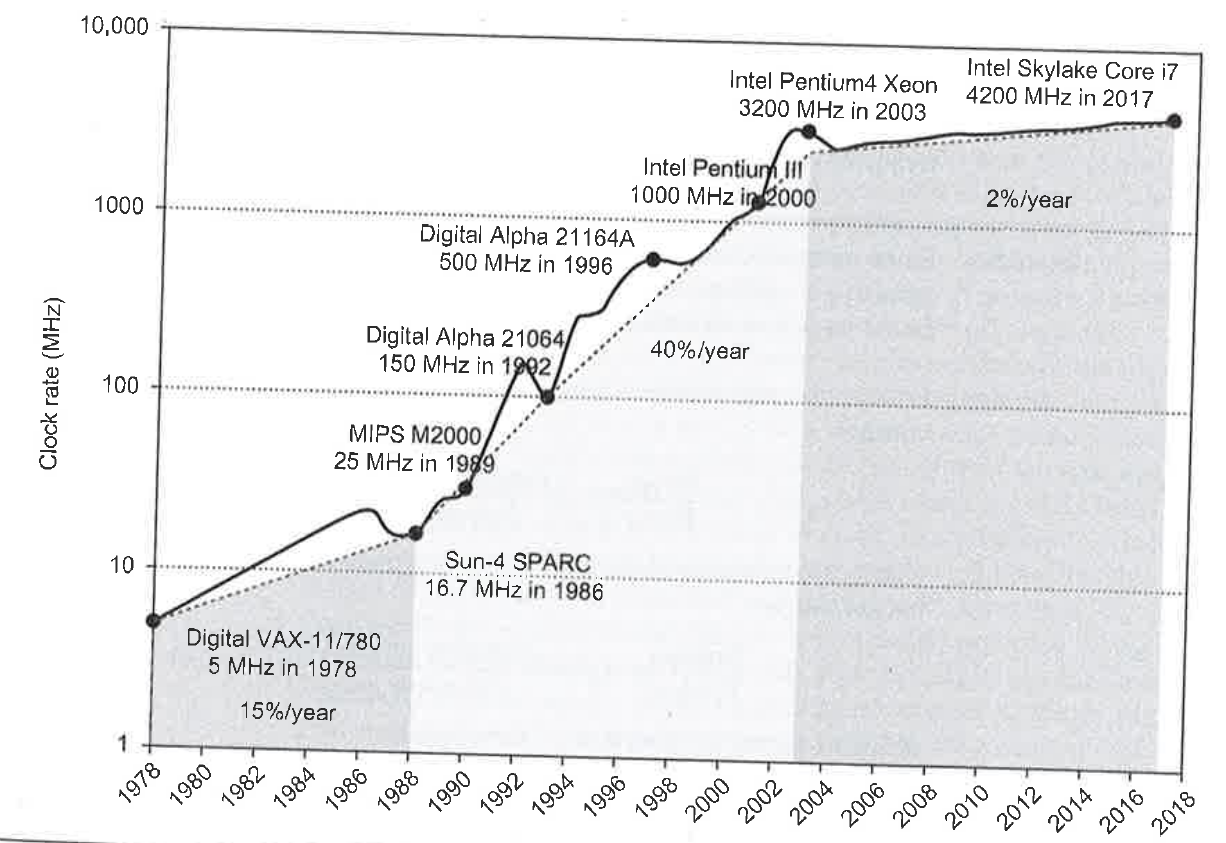 10,000
1000
100
10
1
Clock rate (MHz)
Intel Pentium4 Xeon
3200 MHz in 2003
Intel Skylake Core i7
4200 MHz in 2017
Intel Pentium III
1000 MHz in 2000
2%/year
Digital Alpha 21164A
500 MHz in 1996
Digital Alpha 21064
150 MHz in 1992
40%/year
MIPS M2000
25 MHz in 1989
Sun-4 SPARC
16.7 MHz in 1986
Digital VAX-11/780
5 MHz in 1978
15%/year
1978 1980 1982 1984 1986 1988 1990 1992 1994 1996 1998 2000 2002 2004 2006 2008 2010 2012 2014 2016 2018